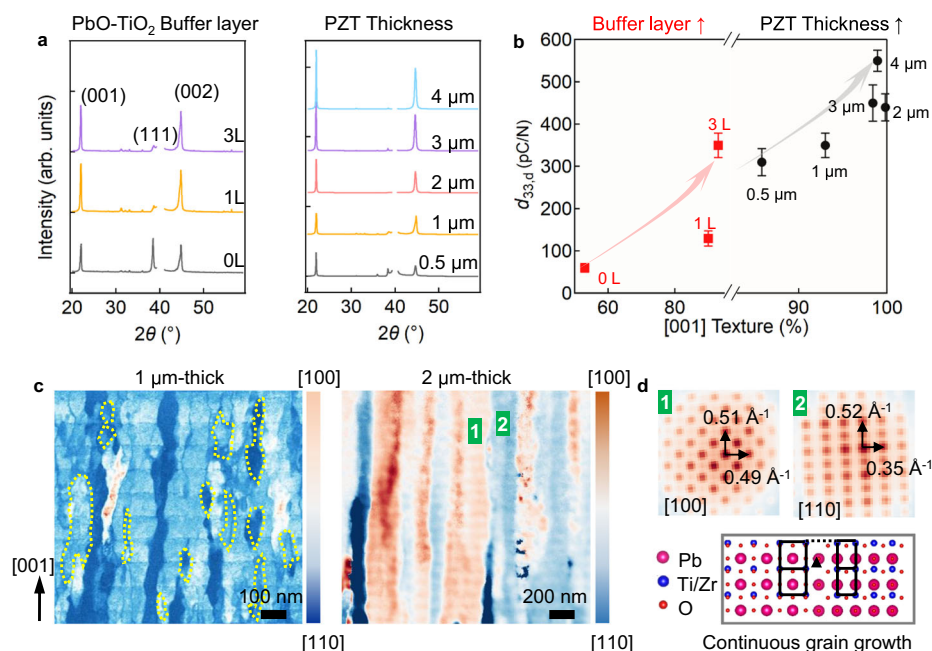 PbO-TiO₂ Buffer layer
PZT Thickness
a
Intensity (arb. units)
(001)
(111)
(002)
3L
1L
0L
20 30 40 50
2θ (°)
4 µm
3 µm
2 µm
1 µm
0.5 µm
20 30 40 50
2θ (°)
b
Buffer layer ↑
PZT Thickness ↑
d33,d (pC/N)
600
500
400
300
200
100
0
0 L
1 L
3 L
0.5 µm
1 µm
3 µm
2 µm
4 µm
60 80 90 100
[001] Texture (%)
c
1 µm-thick
[100]
[001]
100 nm
[110]
2 µm-thick
[100]
1
2
200 nm
[110]
d
1
0.51 Å⁻¹
0.49 Å⁻¹
[100]
2
0.52 Å⁻¹
0.35 Å⁻¹
[110]
Pb
Ti/Zr
O
Continuous grain growth